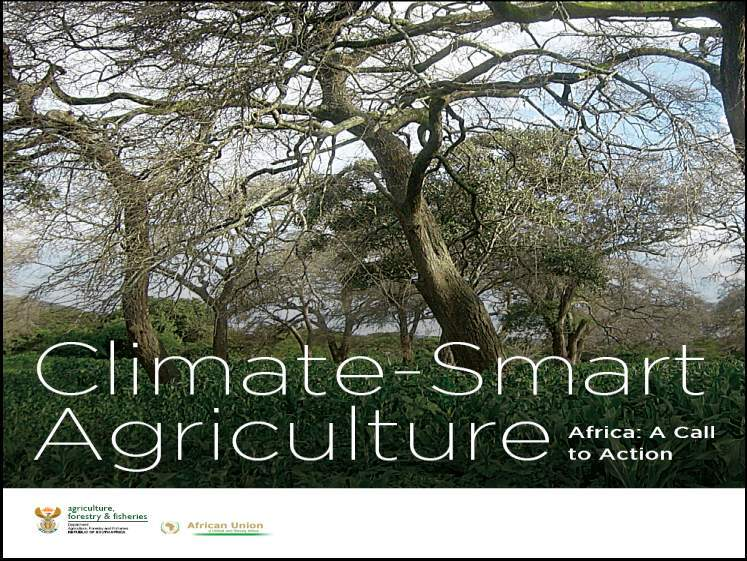 Climate-Smart
Agriculture
Africa: A Call
to Action
agriculture,
forestry & fisheries
Department:
Agriculture, Forestry and Fisheries
REPUBLIC OF SOUTH AFRICA
African Union